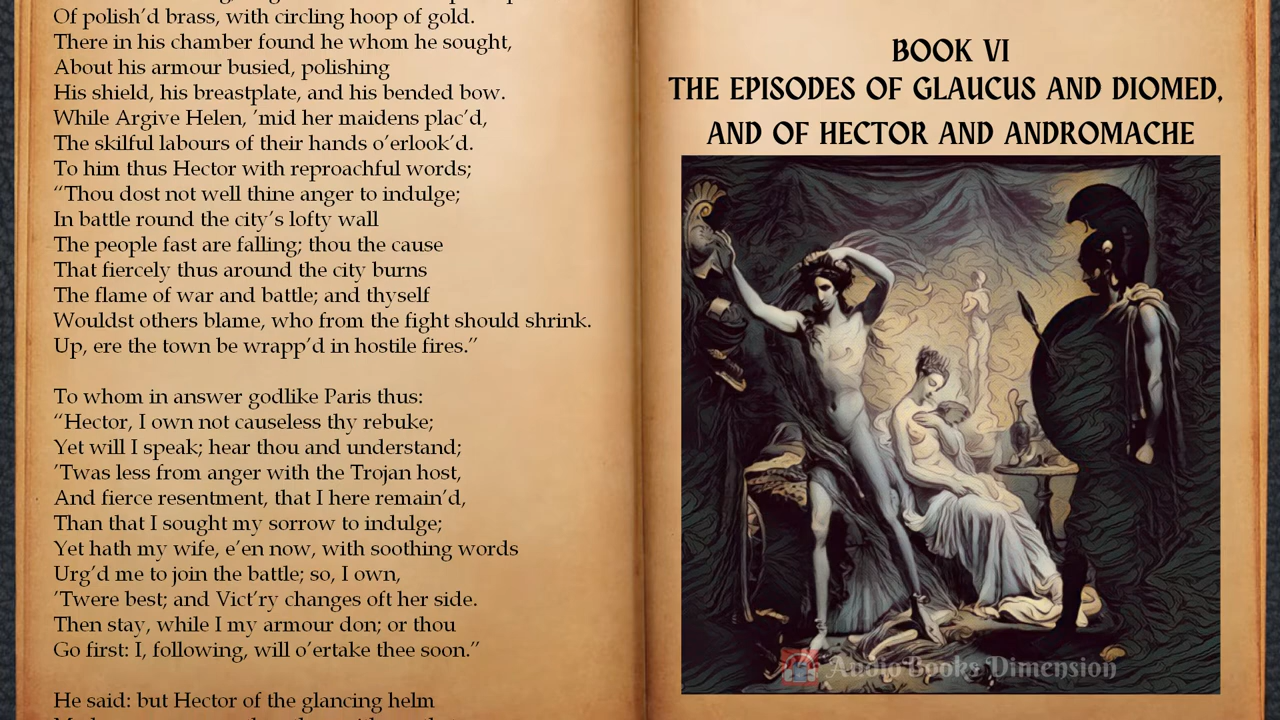 Of polish’d brass, with circling hoop of gold.
There in his chamber found he whom he sought,
About his armour busied, polishing
His shield, his breastplate, and his bended bow.
While Argive Helen, ’mid her maidens plac’d,
The skilful labours of their hands o’erlook’d.
To him thus Hector with reproachful words;
“Thou dost not well thine anger to indulge;
In battle round the city’s lofty wall
The people fast are falling; thou the cause
That fiercely thus around the city burns
The flame of war and battle; and thyself
Wouldst others blame, who from the fight should shrink.
Up, ere the town be wrapp’d in hostile fires.”
To whom in answer godlike Paris thus:
“Hector, I own not causeless thy rebuke;
Yet will I speak; hear thou and understand;
’Twas less from anger with the Trojan host,
And fierce resentment, that I here remain’d,
Than that I sought my sorrow to indulge;
Yet hath my wife, e’en now, with soothing words
Urg’d me to join the battle; so, I own,
’Twere best; and Vict’ry changes oft her side.
Then stay, while I my armour don; or thou
Go first: I, following, will o’ertake thee soon.”
He said: but Hector of the glancing helm
BOOK VI
THE EPISODES OF GLAUCUS AND DIOMED,
AND OF HECTOR AND ANDROMACHE
AudioBooks Dimension